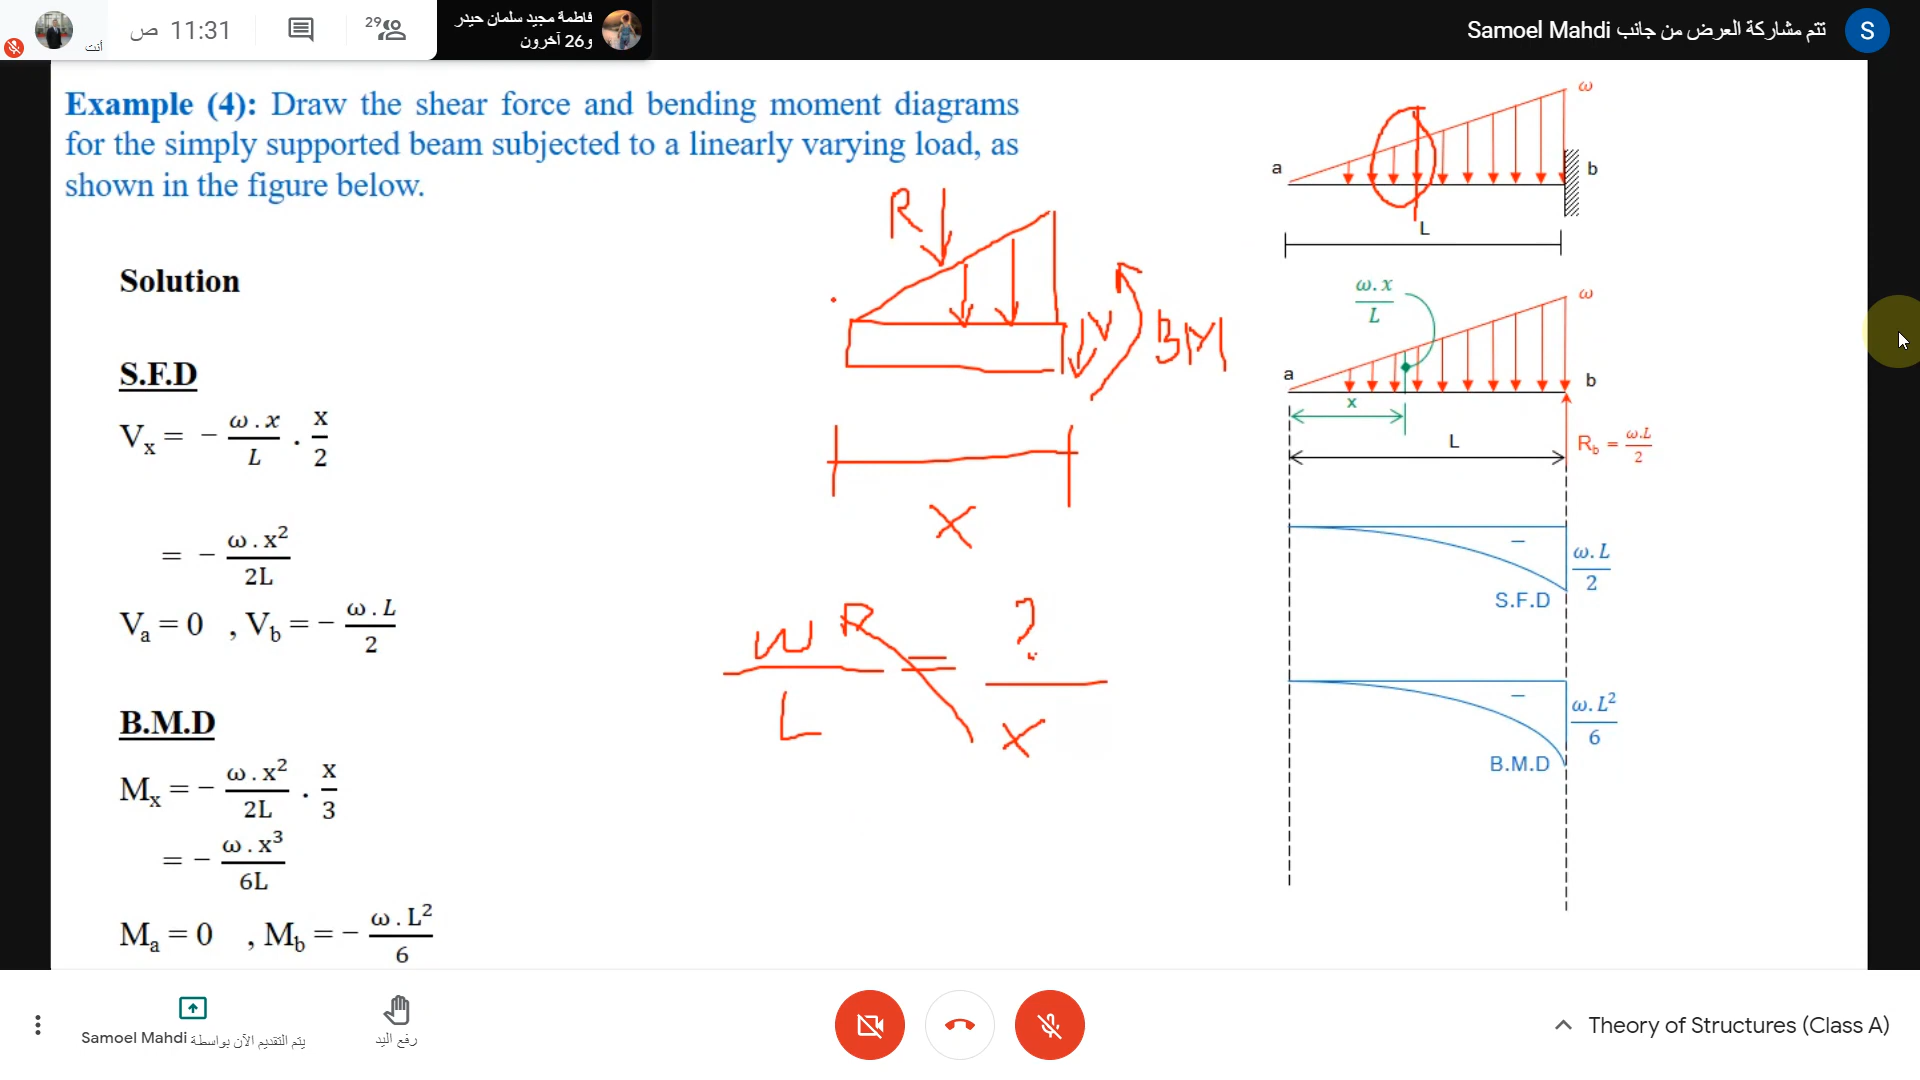 أنت
11:31 ص
29
فاطمة مجيد سلمان حيدر
و26 آخرون
تتم مشاركة العرض من جانب Samoel Mahdi
S
Example (4): Draw the shear force and bending moment diagrams
for the simply supported beam subjected to a linearly varying load, as
shown in the figure below.
Solution
S.F.D
Vₓ = − ω.x/L . x/2
= − ω.x²/2L
Va = 0 , Vb = − ω.L/2
B.M.D
Mₓ = − ω.x²/2L . x/3
= − ω.x³/6L
Ma = 0 , Mb = − ω.L²/6
R
V
BM
X
W R
L
=
?
X
ω
a
b
L
ω.x/L
ω
a
b
x
L
Rb = ω.L/2
−
ω.L/2
S.F.D
−
ω.L²/6
B.M.D
يتم التقديم الآن بواسطة Samoel Mahdi
رفع اليد
Theory of Structures (Class A)